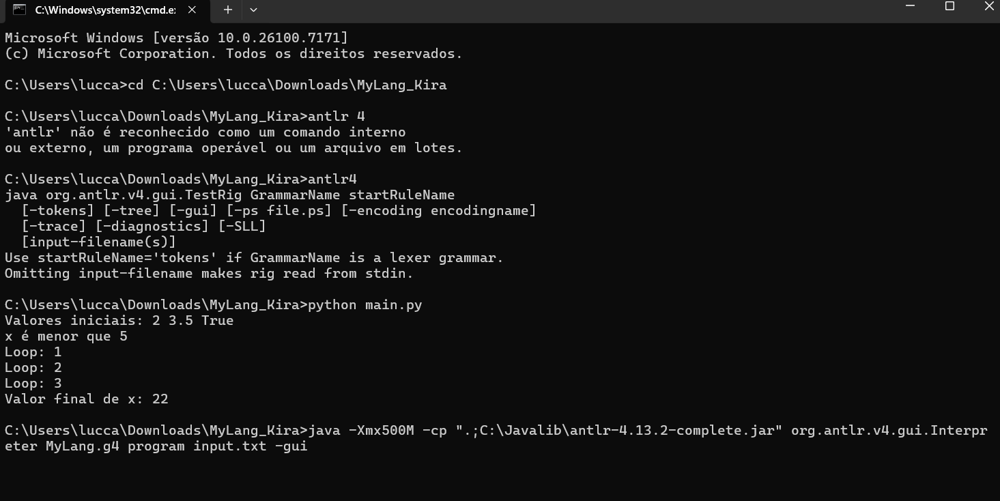 C:\Windows\system32\cmd.e:
Microsoft Windows [versão 10.0.26100.7171]
(c) Microsoft Corporation. Todos os direitos reservados.
C:\Users\lucca>cd C:\Users\lucca\Downloads\MyLang_Kira
C:\Users\lucca\Downloads\MyLang_Kira>antlr 4
'antlr' não é reconhecido como um comando interno
ou externo, um programa operável ou um arquivo em lotes.
C:\Users\lucca\Downloads\MyLang_Kira>antlr4
java org.antlr.v4.gui.TestRig GrammarName startRuleName
  [-tokens] [-tree] [-gui] [-ps file.ps] [-encoding encodingname]
  [-trace] [-diagnostics] [-SLL]
  [input-filename(s)]
Use startRuleName='tokens' if GrammarName is a lexer grammar.
Omitting input-filename makes rig read from stdin.
C:\Users\lucca\Downloads\MyLang_Kira>python main.py
Valores iniciais: 2 3.5 True
x é menor que 5
Loop: 1
Loop: 2
Loop: 3
Valor final de x: 22
C:\Users\lucca\Downloads\MyLang_Kira>java -Xmx500M -cp ".;C:\Javalib\antlr-4.13.2-complete.jar" org.antlr.v4.gui.Interpr
eter MyLang.g4 program input.txt -gui